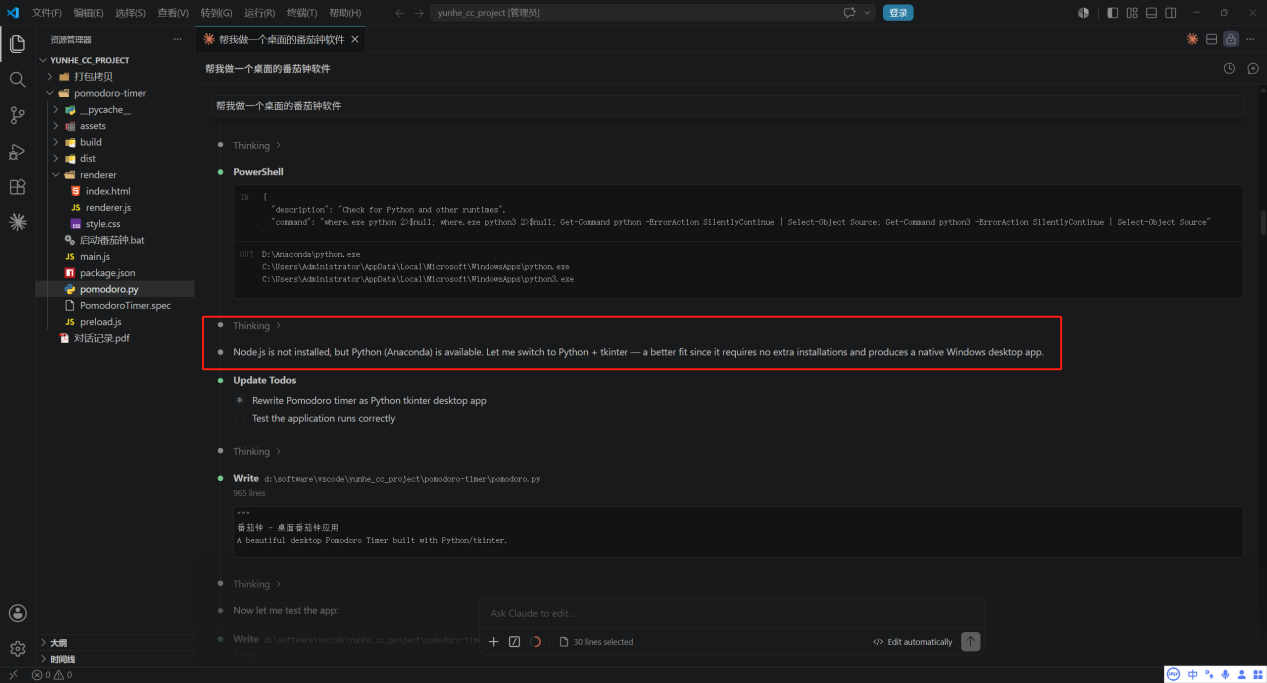 文件(F) 编辑(E) 选择(S) 查看(V) 转到(G) 运行(R) 终端(T) 帮助(H)
yunhe_cc_project [管理员]
登录
资源管理器
帮我做一个桌面的番茄钟软件
YUNHE_CC_PROJECT
打包拷贝
pomodoro-timer
__pycache__
assets
build
dist
renderer
index.html
renderer.js
style.css
启动番茄钟.bat
main.js
package.json
pomodoro.py
PomodoroTimer.spec
preload.js
对话记录.pdf
大纲
时间线
0 0
帮我做一个桌面的番茄钟软件
帮我做一个桌面的番茄钟软件
Thinking
PowerShell
IN {
"description": "Check for Python and other runtimes",
"command": "where.exe python 2>$null; where.exe python3 2>$null; Get-Command python -ErrorAction SilentlyContinue | Select-Object Source; Get-Command python3 -ErrorAction SilentlyContinue | Select-Object Source"
OUT D:\Anaconda\python.exe
C:\Users\Administrator\AppData\Local\Microsoft\WindowsApps\python.exe
C:\Users\Administrator\AppData\Local\Microsoft\WindowsApps\python3.exe
Thinking
Node.js is not installed, but Python (Anaconda) is available. Let me switch to Python + tkinter — a better fit since it requires no extra installations and produces a native Windows desktop app.
Update Todos
Rewrite Pomodoro timer as Python tkinter desktop app
Test the application runs correctly
Thinking
Write d:\software\vscode\yunhe_cc_project\pomodoro-timer\pomodoro.py
965 lines
"""
番茄钟 - 桌面番茄钟应用
A beautiful desktop Pomodoro Timer built with Python/tkinter.
Thinking
Now let me test the app:
Write d:\software\vscode\yunhe_cc_project\pomodoro-time
Ask Claude to edit...
30 lines selected
Edit automatically
中